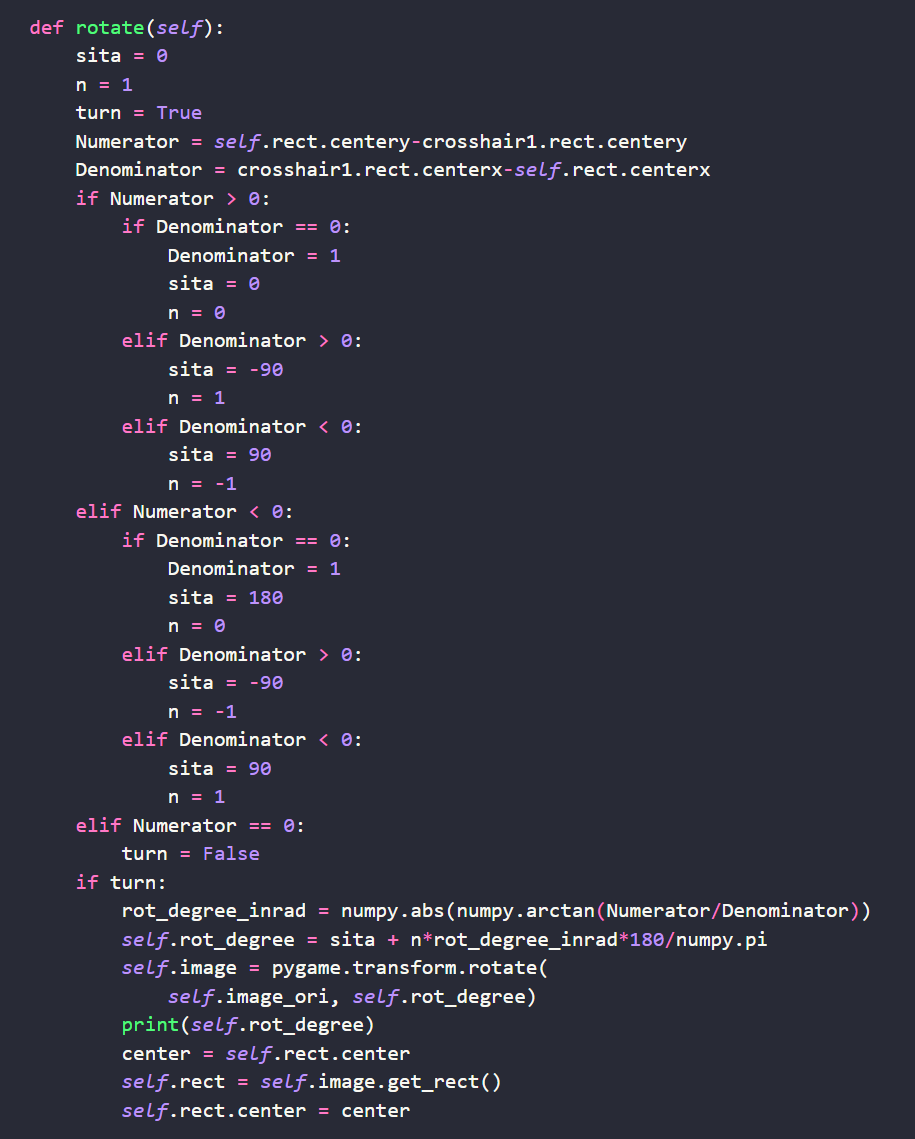 def rotate(self):
    sita = 0
    n = 1
    turn = True
    Numerator = self.rect.centery-crosshair1.rect.centery
    Denominator = crosshair1.rect.centerx-self.rect.centerx
    if Numerator > 0:
        if Denominator == 0:
            Denominator = 1
            sita = 0
            n = 0
        elif Denominator > 0:
            sita = -90
            n = 1
        elif Denominator < 0:
            sita = 90
            n = -1
    elif Numerator < 0:
        if Denominator == 0:
            Denominator = 1
            sita = 180
            n = 0
        elif Denominator > 0:
            sita = -90
            n = -1
        elif Denominator < 0:
            sita = 90
            n = 1
    elif Numerator == 0:
        turn = False
    if turn:
        rot_degree_inrad = numpy.abs(numpy.arctan(Numerator/Denominator))
        self.rot_degree = sita + n*rot_degree_inrad*180/numpy.pi
        self.image = pygame.transform.rotate(
            self.image_ori, self.rot_degree)
        print(self.rot_degree)
        center = self.rect.center
        self.rect = self.image.get_rect()
        self.rect.center = center